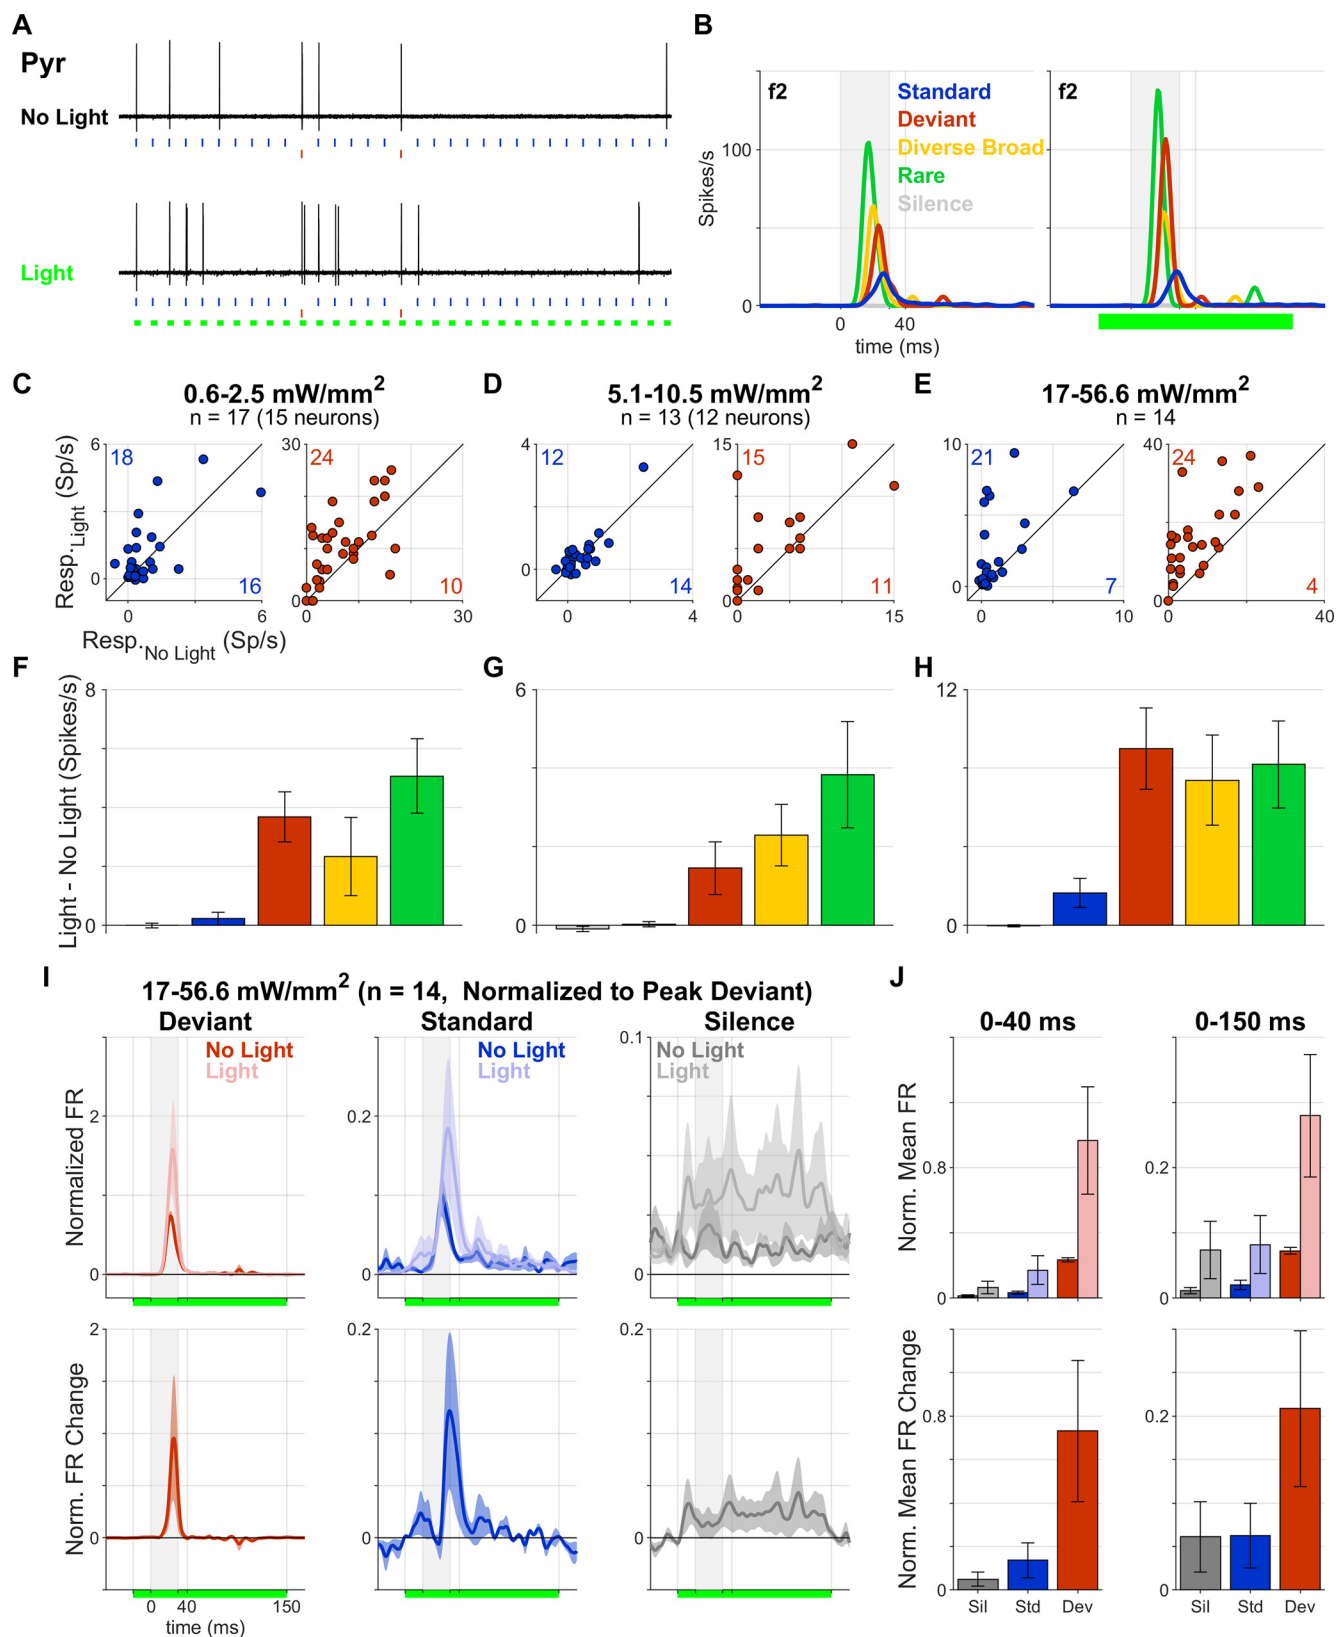 A
Pyr
No Light
Light
B
f2
Standard
Deviant
Diverse Broad
Rare
Silence
f2
Spikes/s
100
0
0
40
time (ms)
C
0.6-2.5 mW/mm2
n = 17 (15 neurons)
D
5.1-10.5 mW/mm2
n = 13 (12 neurons)
E
17-56.6 mW/mm2
n = 14
Resp.Light (Sp/s)
6
18
0
16
0
6
30
24
0
10
0
30
4
12
0
14
0
4
15
15
0
11
0
15
10
21
0
7
0
10
40
24
0
4
0
40
Resp.No Light (Sp/s)
F
G
H
Light - No Light (Spikes/s)
8
0
6
0
12
0
I
17-56.6 mW/mm2 (n = 14, Normalized to Peak Deviant)
Deviant
Standard
Silence
Normalized FR
No Light
Light
2
0
No Light
Light
0.2
0
0.1
No Light
Light
0
Norm. FR Change
2
0
0.2
0
0.2
0
0
40
150
time (ms)
J
0-40 ms
0-150 ms
Norm. Mean FR
0.8
0
0.2
0
Norm. Mean FR Change
0.8
0
0.2
0
Sil
Std
Dev
Sil
Std
Dev